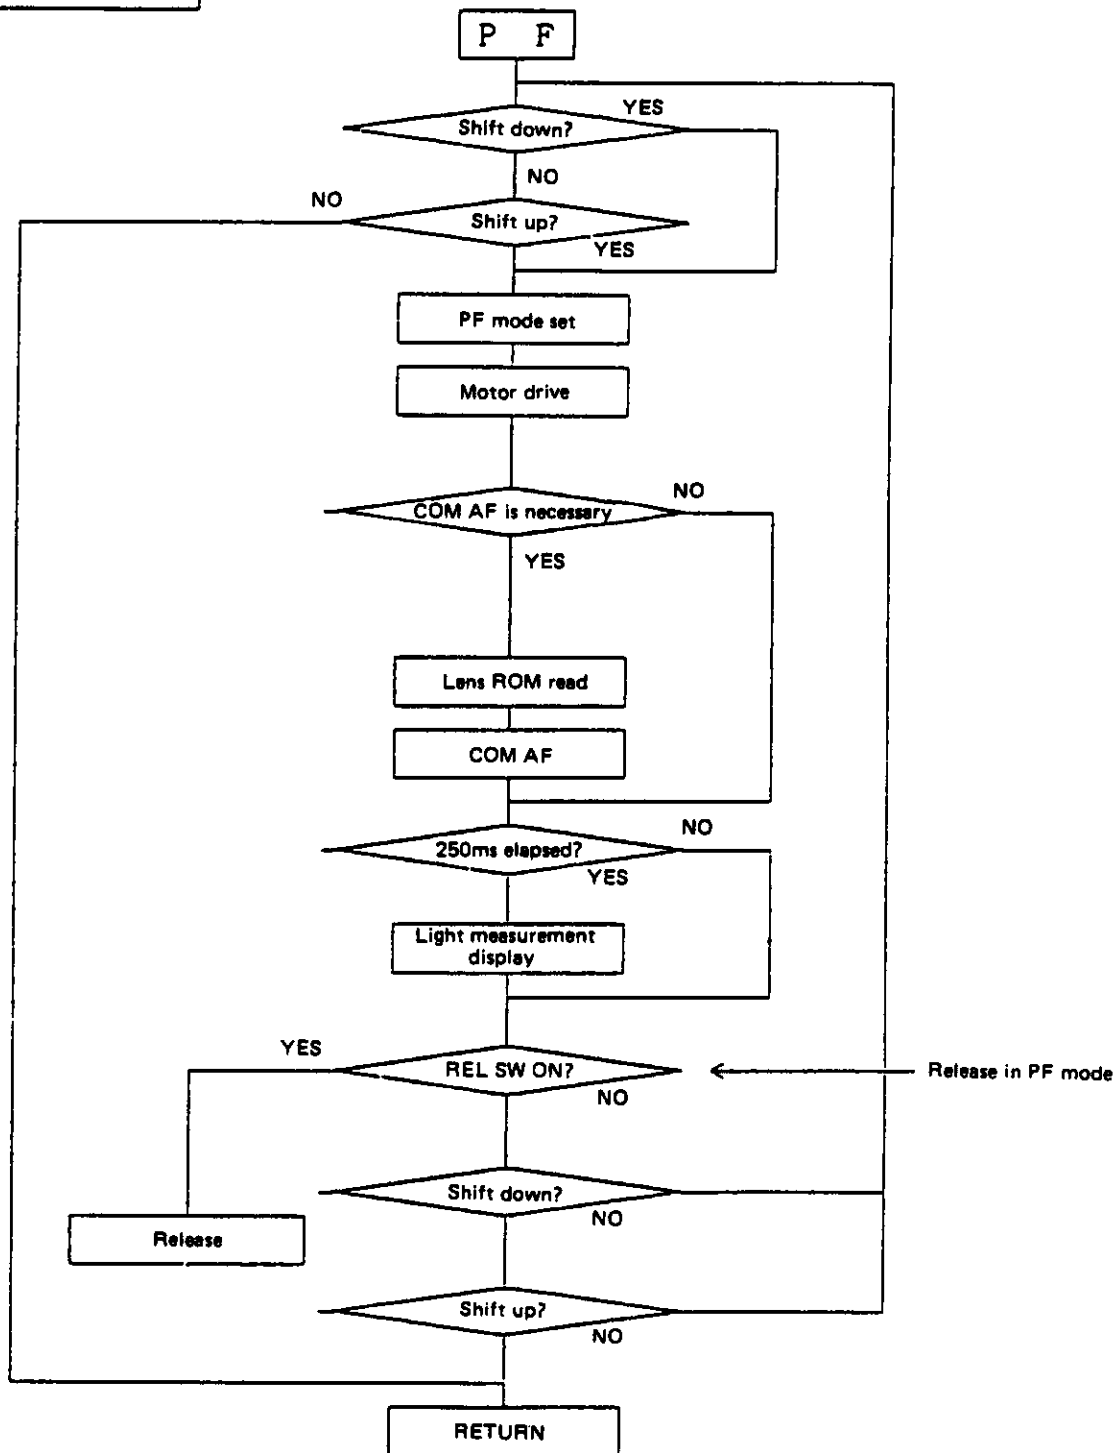 P F
YES
Shift down?
NO
NO
Shift up?
YES
PF mode set
Motor drive
NO
COM AF is necessary
YES
Lens ROM read
COM AF
NO
250ms elapsed?
YES
Light measurement
display
YES
REL SW ON?
Release in PF mode
NO
Shift down?
NO
Release
Shift up?
NO
RETURN